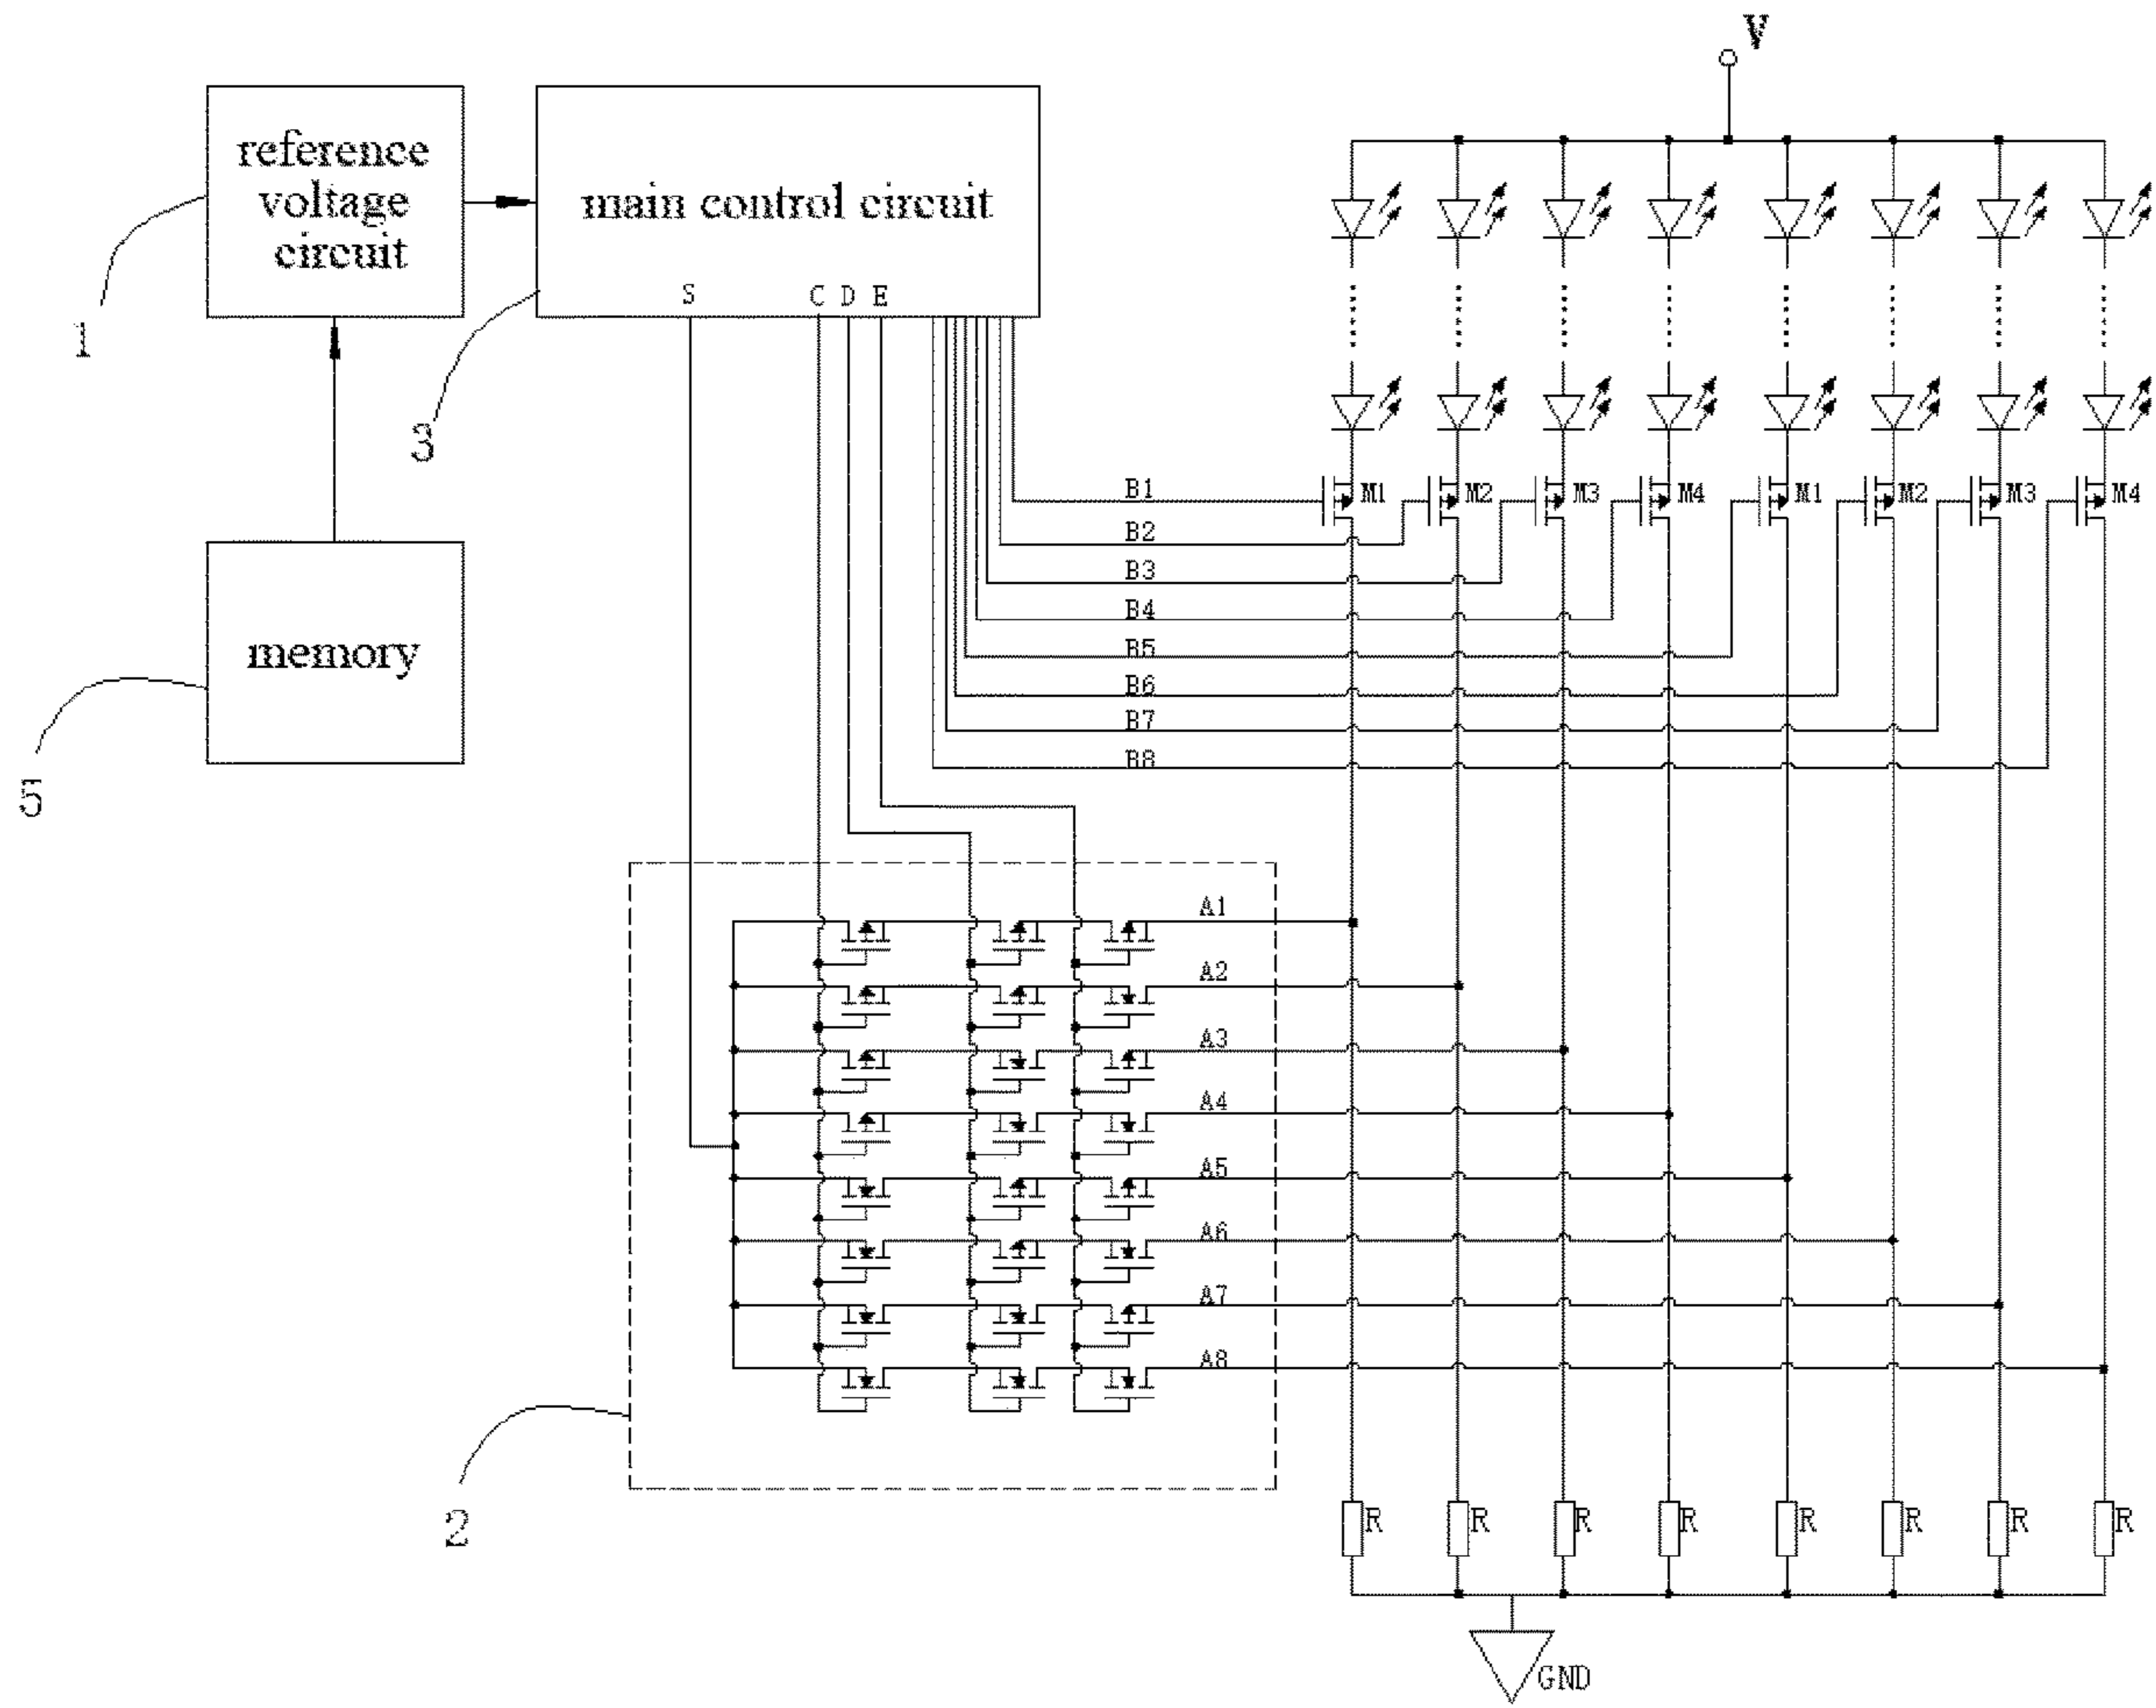 V
reference
voltage
circuit
main control circuit
S C D E
1
3
memory
5
B1
M1 M2 M3 M4 M1 M2 M3 M4
B2
B3
B4
B5
B6
B7
B8
A1
A2
A3
A4
A5
A6
A7
A8
2
R R R R R R R R
GND